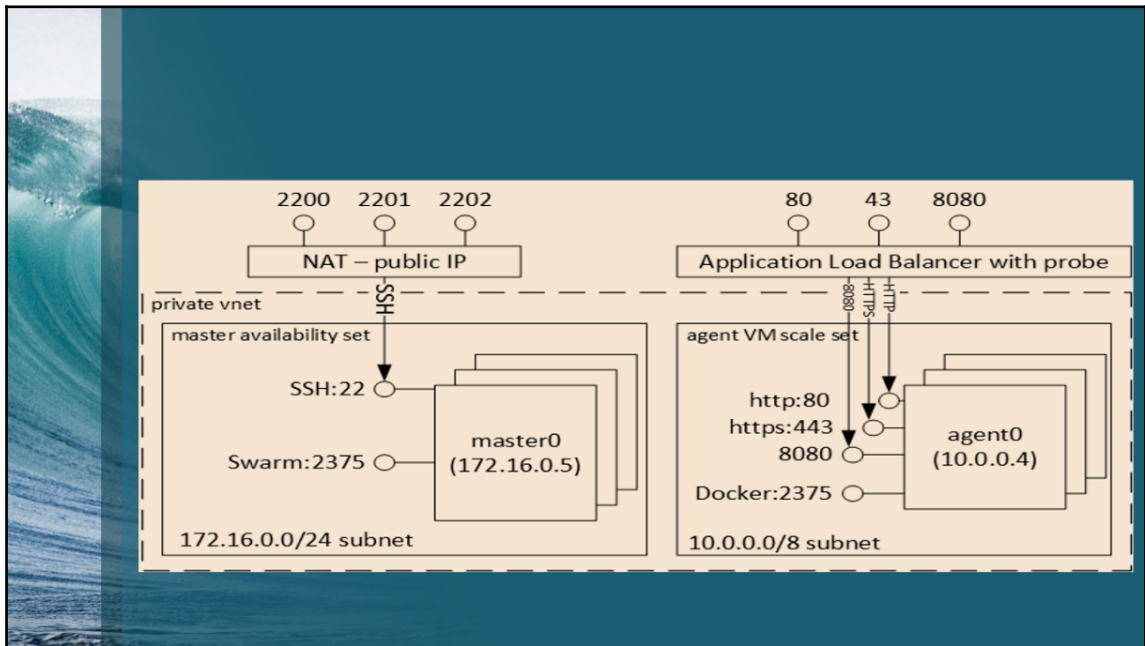 2200 2201 2202
80 43 8080
NAT – public IP
Application Load Balancer with probe
SSH
8080
HTTPS
HTTP
private vnet
master availability set
SSH:22
Swarm:2375
master0
(172.16.0.5)
172.16.0.0/24 subnet
agent VM scale set
http:80
https:443
8080
Docker:2375
agent0
(10.0.0.4)
10.0.0.0/8 subnet